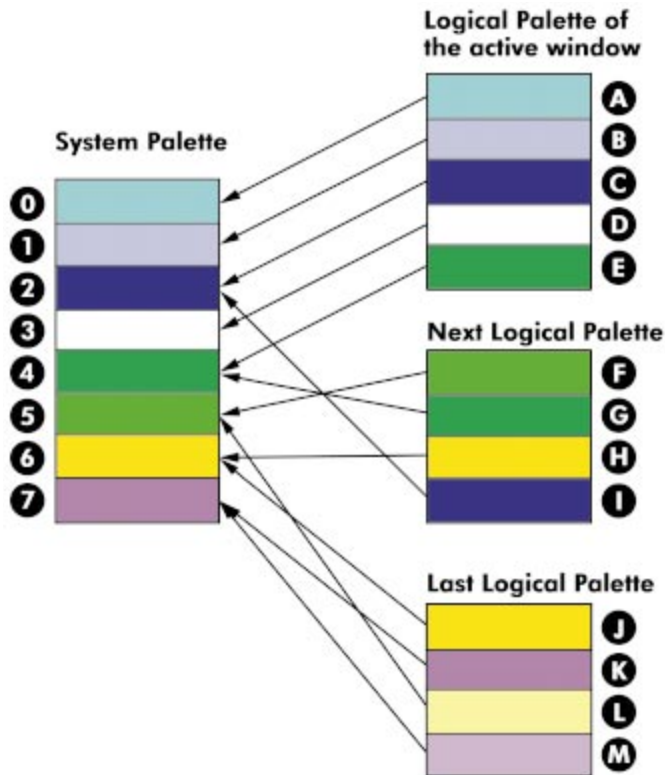 Logical Palette of
the active window
A
B
C
D
E
System Palette
0
1
2
3
4
5
6
7
Next Logical Palette
F
G
H
I
Last Logical Palette
J
K
L
M